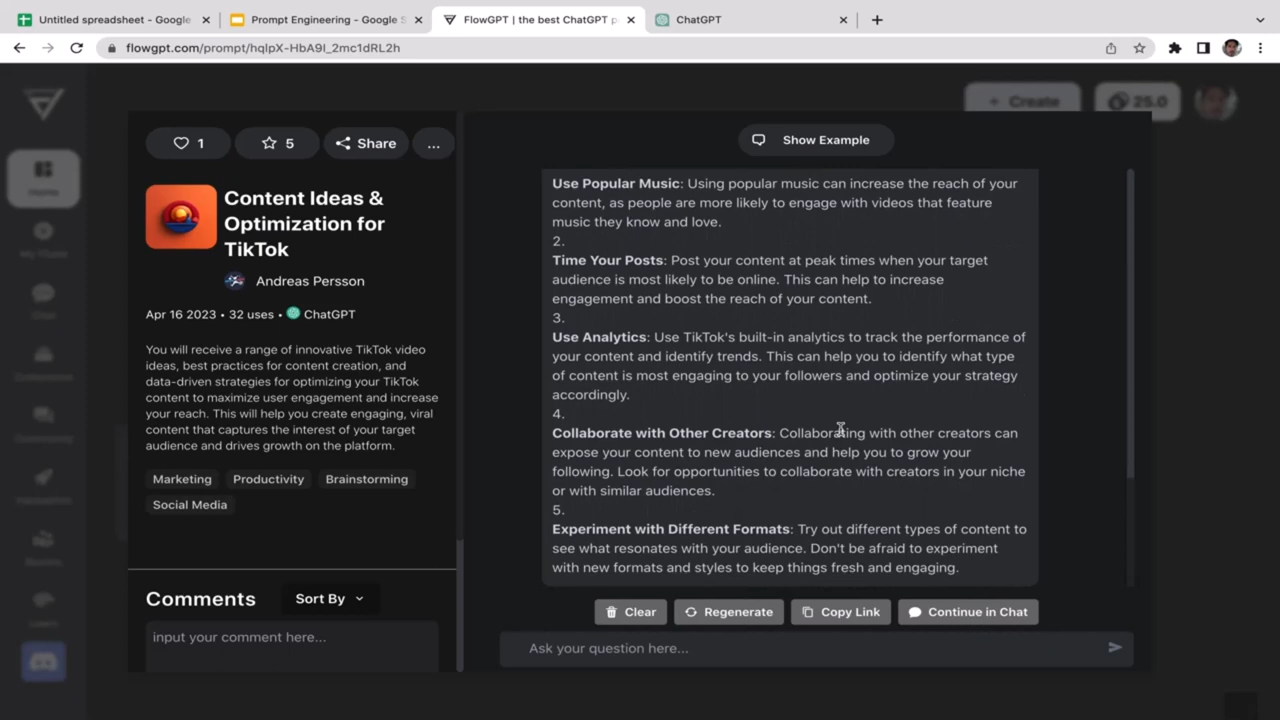 Untitled spreadsheet - Google
Prompt Engineering - Google S
FlowGPT | the best ChatGPT p
ChatGPT
flowgpt.com/prompt/hqlpX-HbA9I_2mc1dRL2h
Create
25.0
1
5
Share
...
Show Example
Home
Content Ideas &
Optimization for
TikTok
Andreas Persson
Apr 16 2023 • 32 uses • ChatGPT
You will receive a range of innovative TikTok video
ideas, best practices for content creation, and
data-driven strategies for optimizing your TikTok
content to maximize user engagement and increase
your reach. This will help you create engaging, viral
content that captures the interest of your target
audience and drives growth on the platform.
Marketing
Productivity
Brainstorming
Social Media
Comments
Sort By
input your comment here...
Use Popular Music: Using popular music can increase the reach of your
content, as people are more likely to engage with videos that feature
music they know and love.
2.
Time Your Posts: Post your content at peak times when your target
audience is most likely to be online. This can help to increase
engagement and boost the reach of your content.
3.
Use Analytics: Use TikTok's built-in analytics to track the performance of
your content and identify trends. This can help you to identify what type
of content is most engaging to your followers and optimize your strategy
accordingly.
4.
Collaborate with Other Creators: Collaborating with other creators can
expose your content to new audiences and help you to grow your
following. Look for opportunities to collaborate with creators in your niche
or with similar audiences.
5.
Experiment with Different Formats: Try out different types of content to
see what resonates with your audience. Don't be afraid to experiment
with new formats and styles to keep things fresh and engaging.
Clear
Regenerate
Copy Link
Continue in Chat
Ask your question here...